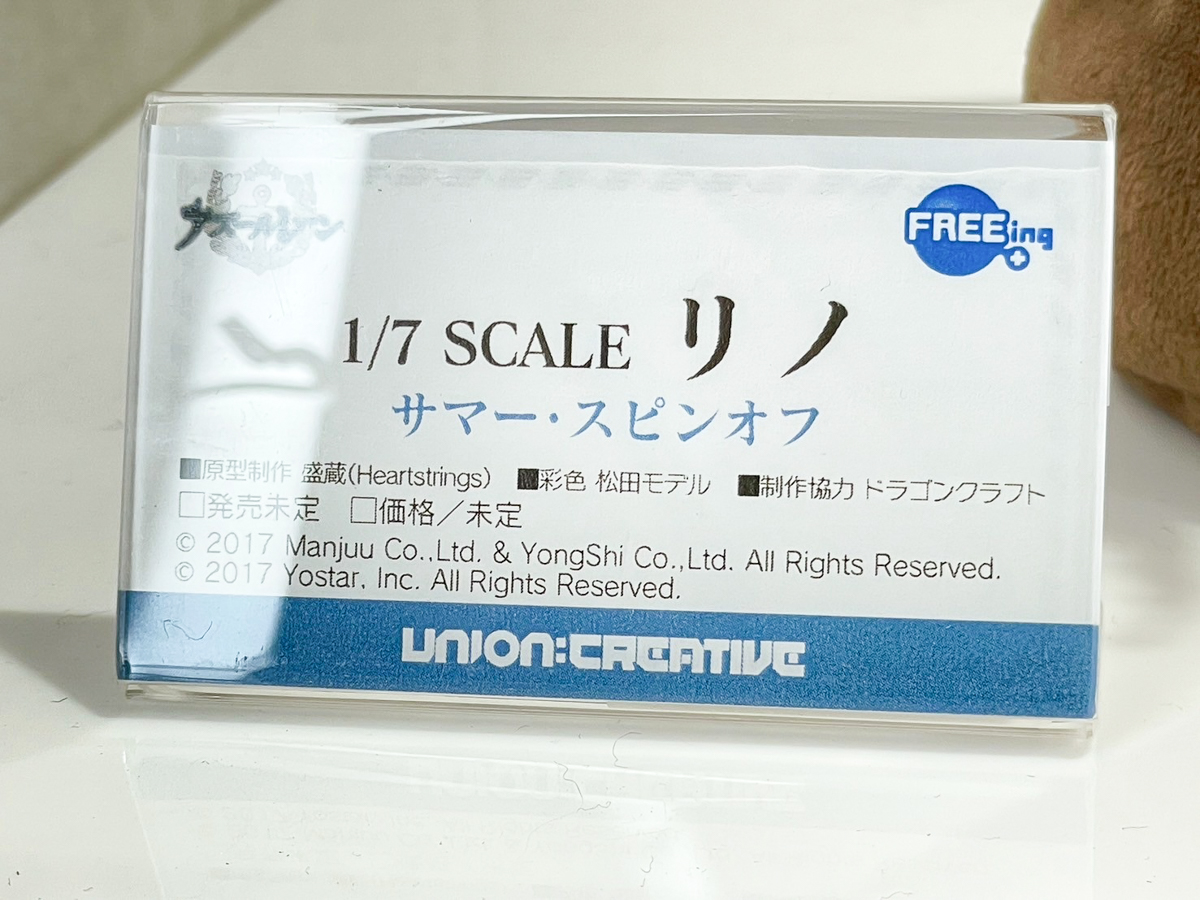 アズールレーン
FREEing
1/7 SCALE リノ
サマー・スピンオフ
■原型制作 盛蔵(Heartstrings) ■彩色 松田モデル ■制作協力 ドラゴンクラフト
□発売未定 □価格／未定
© 2017 Manjuu Co.,Ltd. & YongShi Co.,Ltd. All Rights Reserved.
© 2017 Yostar, Inc. All Rights Reserved.
UNION:CREATIVE